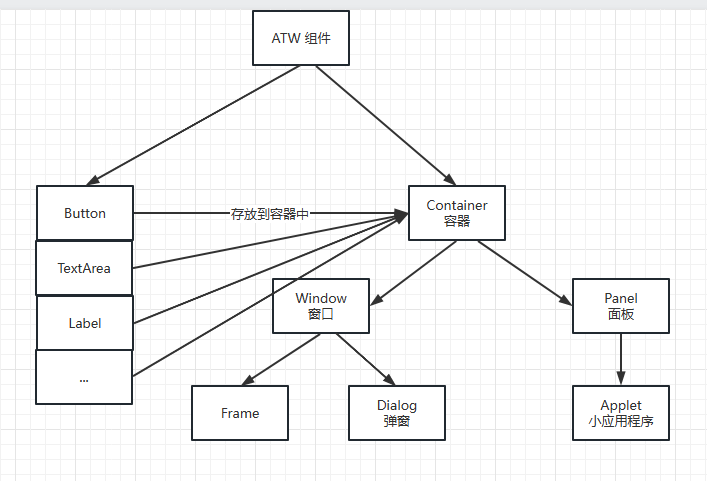 ATW 组件
Button
存放到容器中
Container
容器
TextArea
Label
...
Window
窗口
Panel
面板
Frame
Dialog
弹窗
Applet
小应用程序